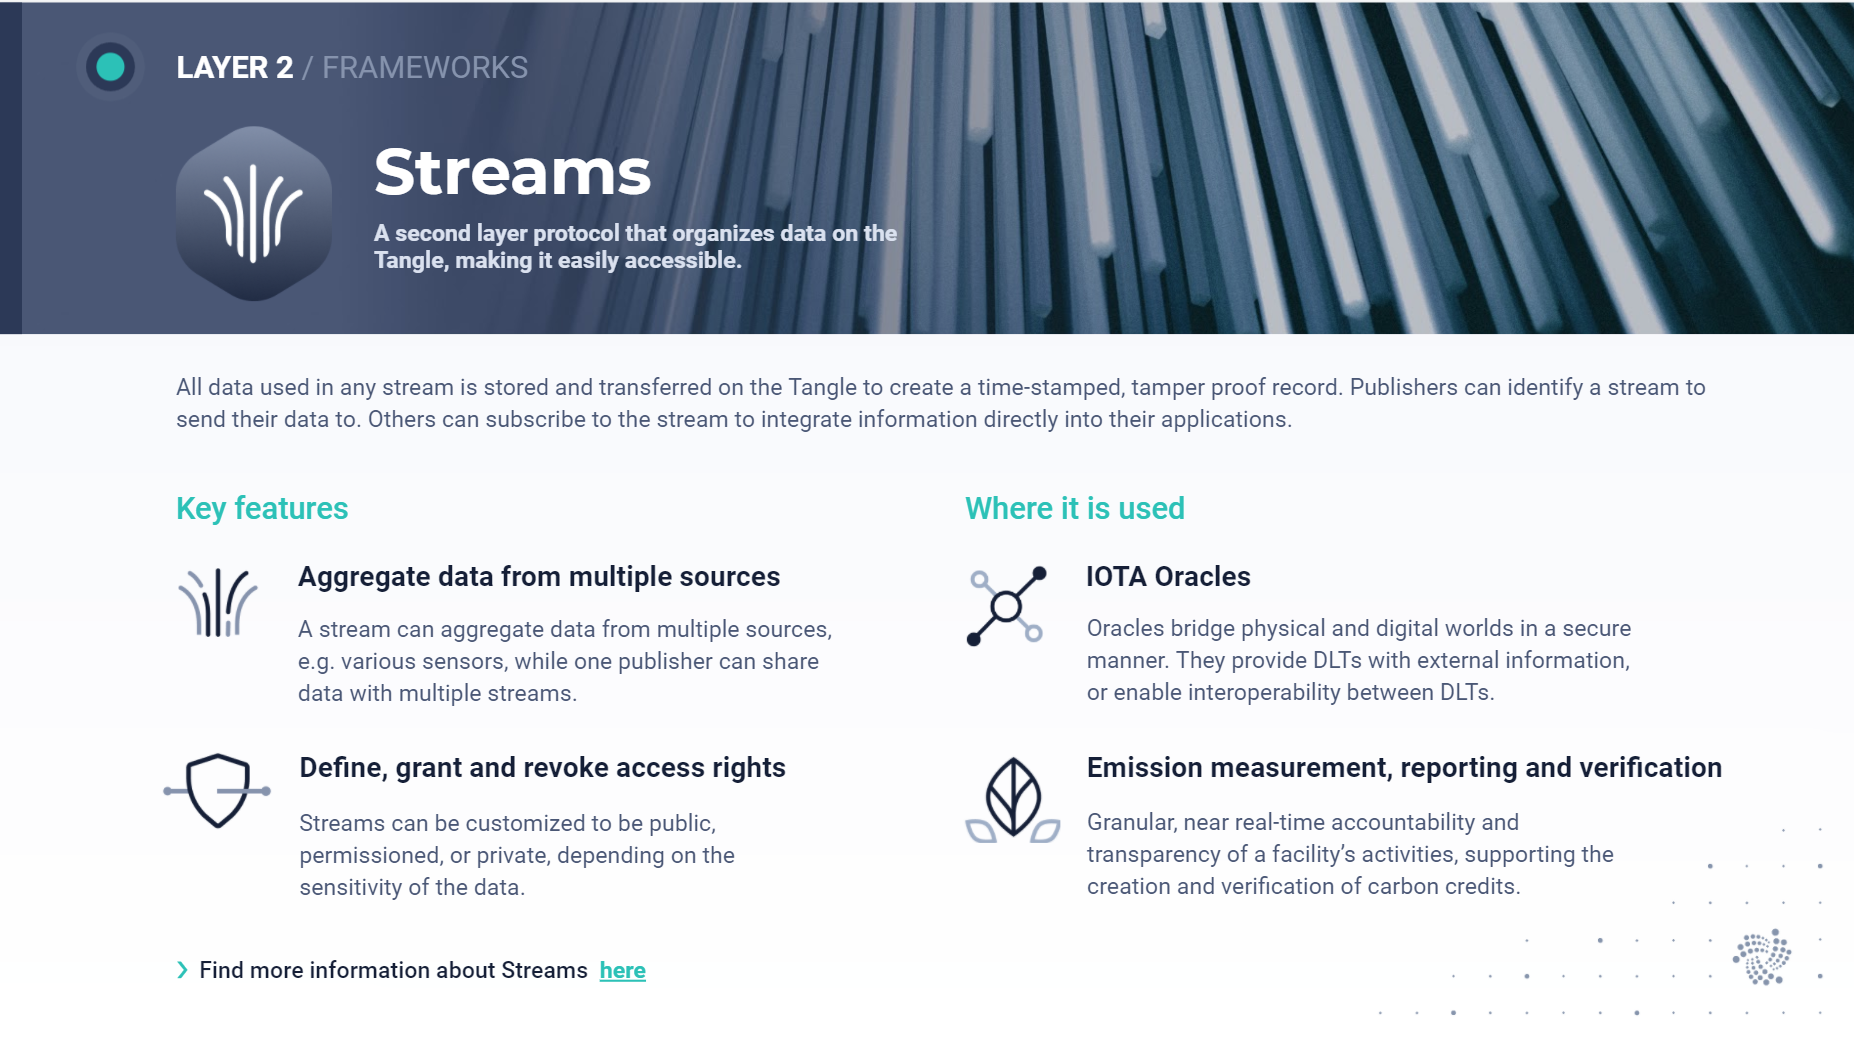 LAYER 2 / FRAMEWORKS
Streams
A second layer protocol that organizes data on the
Tangle, making it easily accessible.
All data used in any stream is stored and transferred on the Tangle to create a time-stamped, tamper proof record. Publishers can identify a stream to
send their data to. Others can subscribe to the stream to integrate information directly into their applications.
Key features
Aggregate data from multiple sources
A stream can aggregate data from multiple sources,
e.g. various sensors, while one publisher can share
data with multiple streams.
Define, grant and revoke access rights
Streams can be customized to be public,
permissioned, or private, depending on the
sensitivity of the data.
Where it is used
IOTA Oracles
Oracles bridge physical and digital worlds in a secure
manner. They provide DLTs with external information,
or enable interoperability between DLTs.
Emission measurement, reporting and verification
Granular, near real-time accountability and
transparency of a facility’s activities, supporting the
creation and verification of carbon credits.
Find more information about Streams here